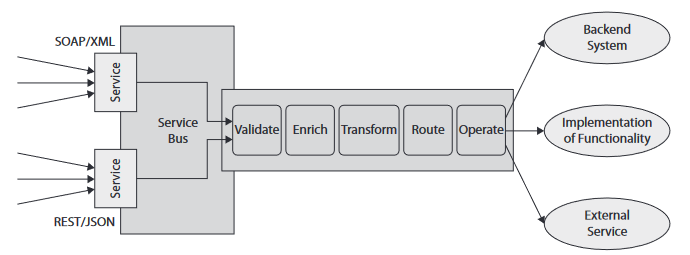 SOAP/XML
Service
Service
Bus
Service
REST/JSON
Validate
Enrich
Transform
Route
Operate
Backend
System
Implementation
of Functionality
External
Service